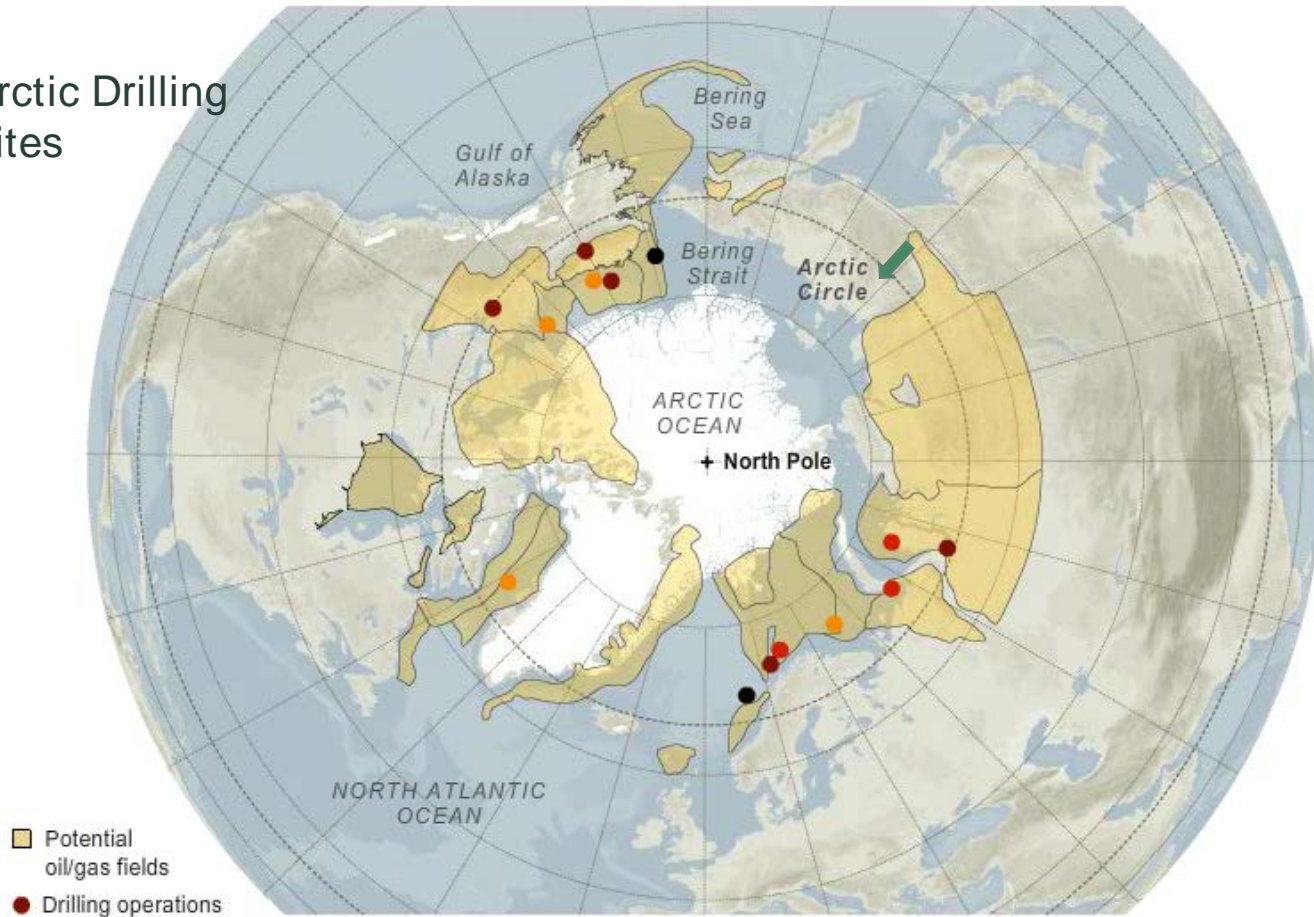 rctic Drilling
ites
Bering
Sea
Gulf of
Alaska
Bering
Strait
Arctic
Circle
ARCTIC
OCEAN
North Pole
NORTH ATLANTIC
OCEAN
Potential
oil/gas fields
Drilling operations